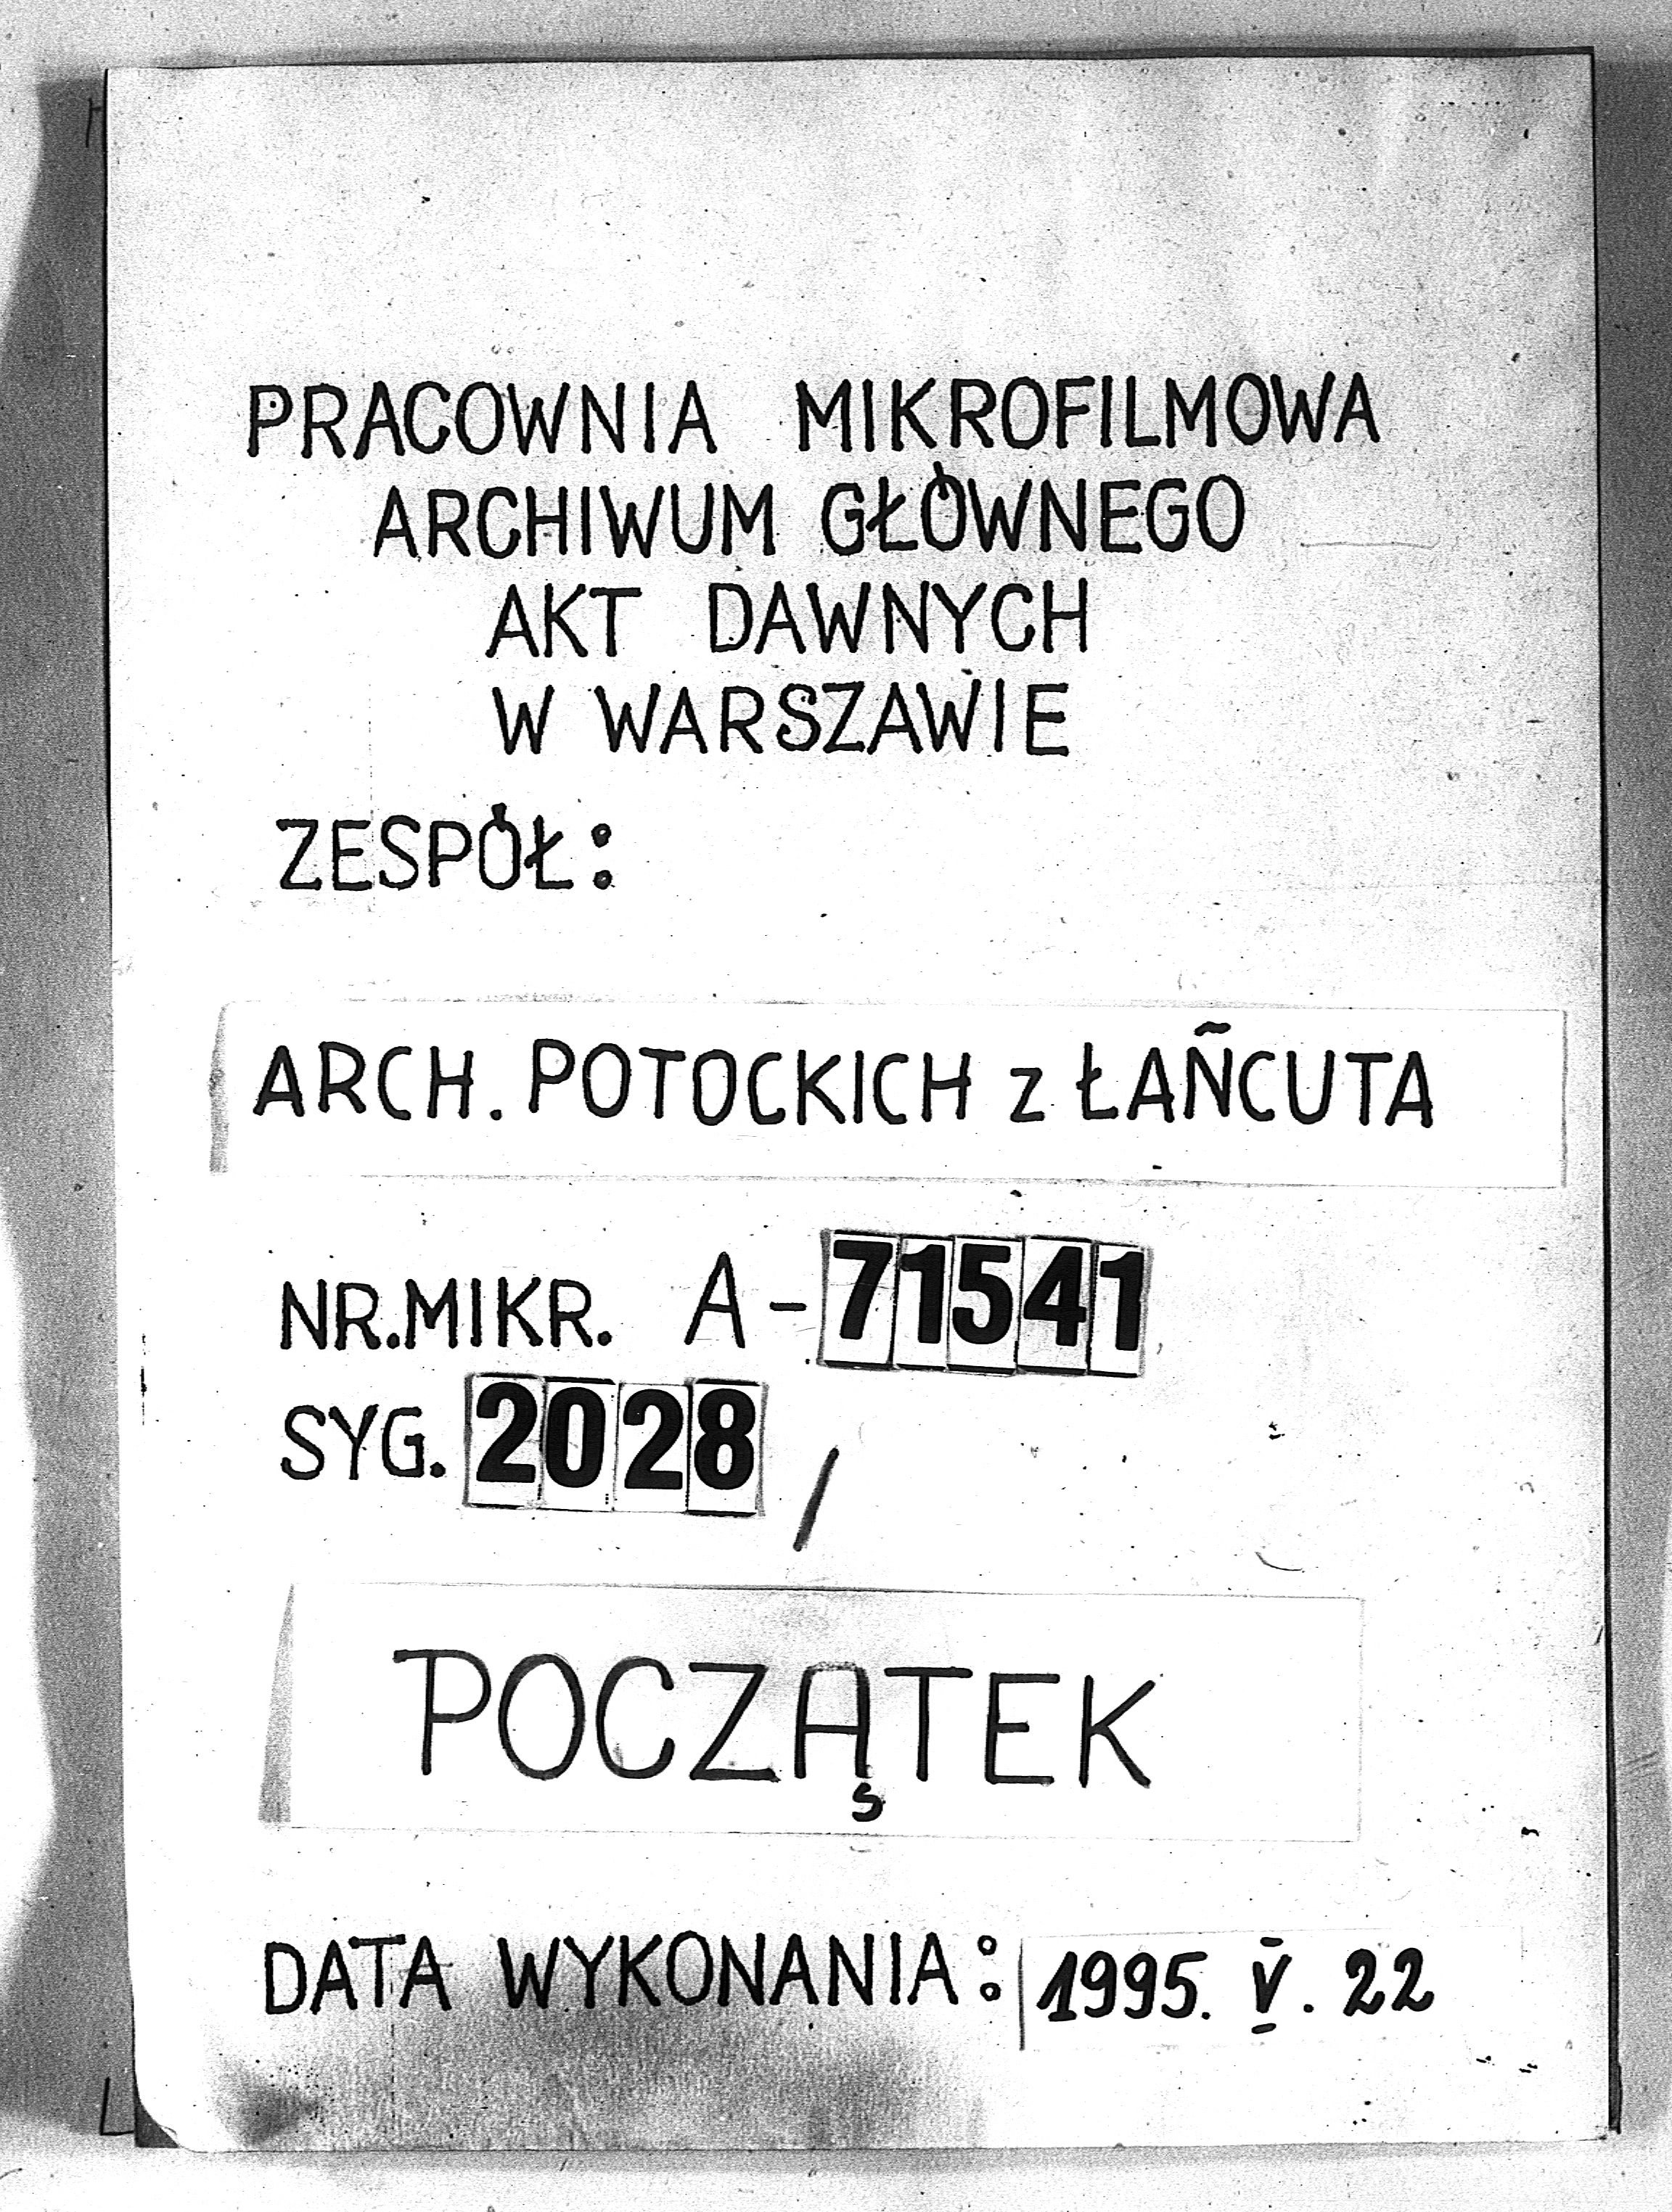 PRACOWNIA MIKROFILMOWA
ARCHIWUM GŁÓWNEGO
AKT DAWNYCH
W WARSZAWIE
ZESPÓŁ:
ARCH. POTOCKICH z ŁAŃCUTA
NR.MIKR. A-71541
SYG. 2028/
POCZĄTEK
DATA WYKONANIA: 1995. V. 22